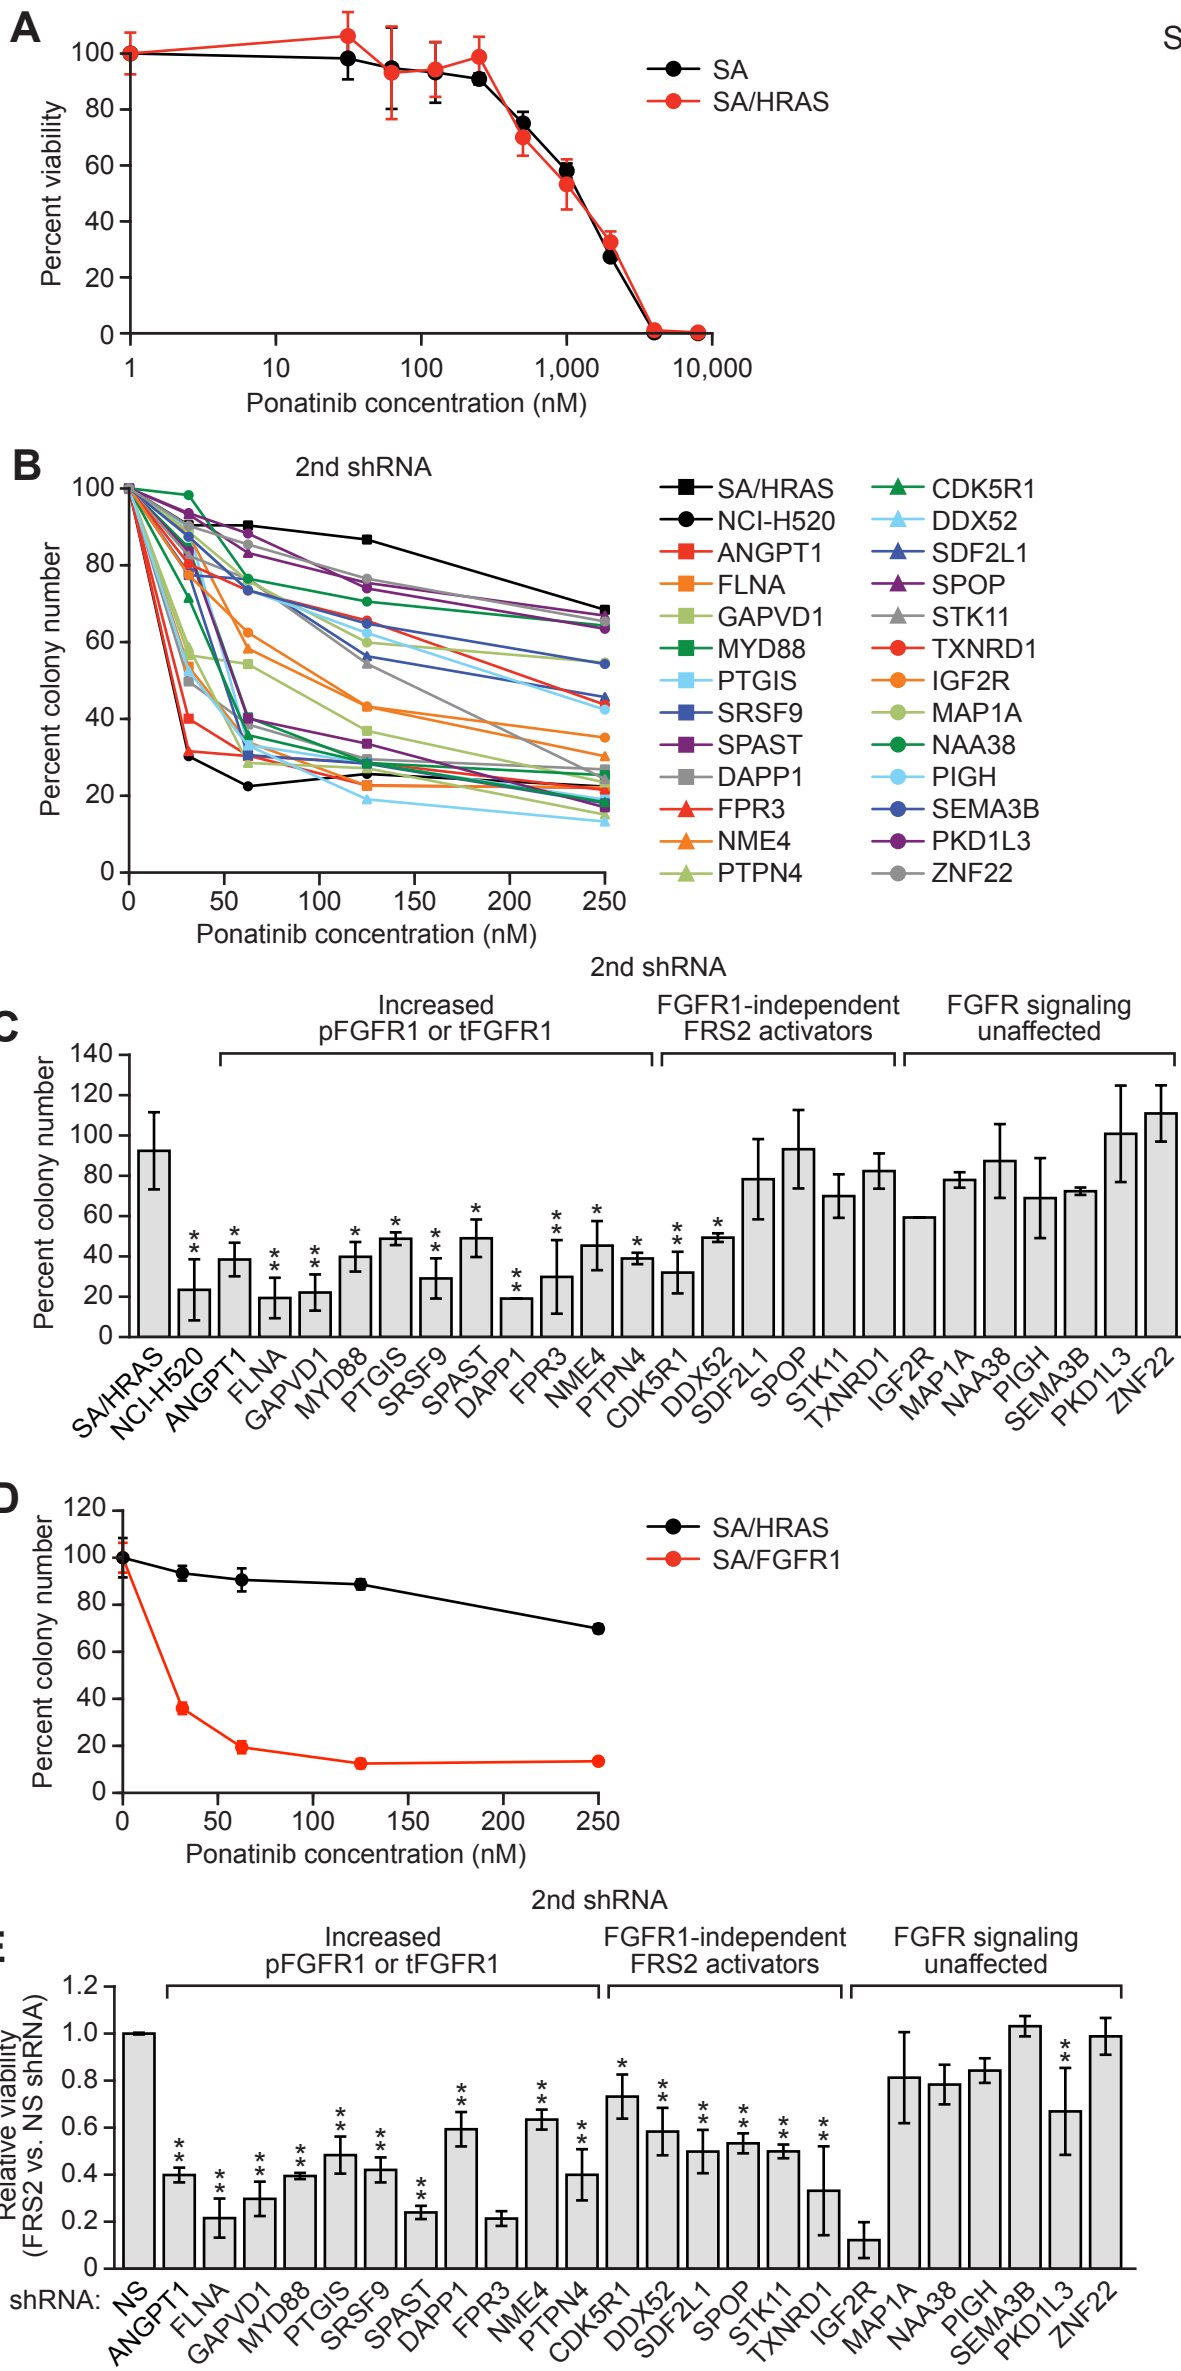 A
S
100
80
60
40
20
0
Percent viability
1
10
100
1,000
10,000
Ponatinib concentration (nM)
SA
SA/HRAS
B
2nd shRNA
100
80
60
40
20
0
Percent colony number
0
50
100
150
200
250
Ponatinib concentration (nM)
SA/HRAS
NCI-H520
ANGPT1
FLNA
GAPVD1
MYD88
PTGIS
SRSF9
SPAST
DAPP1
FPR3
NME4
PTPN4
CDK5R1
DDX52
SDF2L1
SPOP
STK11
TXNRD1
IGF2R
MAP1A
NAA38
PIGH
SEMA3B
PKD1L3
ZNF22
C
2nd shRNA
Increased
pFGFR1 or tFGFR1
FGFR1-independent
FRS2 activators
FGFR signaling
unaffected
140
120
100
80
60
40
20
0
Percent colony number
* *
*
* *
* *
*
*
* *
*
* *
* *
*
*
* *
*
SA/HRAS
NCI-H520
ANGPT1
FLNA
GAPVD1
MYD88
PTGIS
SRSF9
SPAST
DAPP1
FPR3
NME4
PTPN4
CDK5R1
DDX52
SDF2L1
SPOP
STK11
TXNRD1
IGF2R
MAP1A
NAA38
PIGH
SEMA3B
PKD1L3
ZNF22
D
120
100
80
60
40
20
0
Percent colony number
0
50
100
150
200
250
Ponatinib concentration (nM)
SA/HRAS
SA/FGFR1
E
2nd shRNA
Increased
pFGFR1 or tFGFR1
FGFR1-independent
FRS2 activators
FGFR signaling
unaffected
1.2
1.0
0.8
0.6
0.4
0.2
0
Relative viability
(FRS2 vs. NS shRNA)
* *
* *
* *
* *
* *
* *
* *
* *
* *
* *
*
* *
* *
* *
* *
* *
* *
shRNA:
NS
ANGPT1
FLNA
GAPVD1
MYD88
PTGIS
SRSF9
SPAST
DAPP1
FPR3
NME4
PTPN4
CDK5R1
DDX52
SDF2L1
SPOP
STK11
TXNRD1
IGF2R
MAP1A
NAA38
PIGH
SEMA3B
PKD1L3
ZNF22